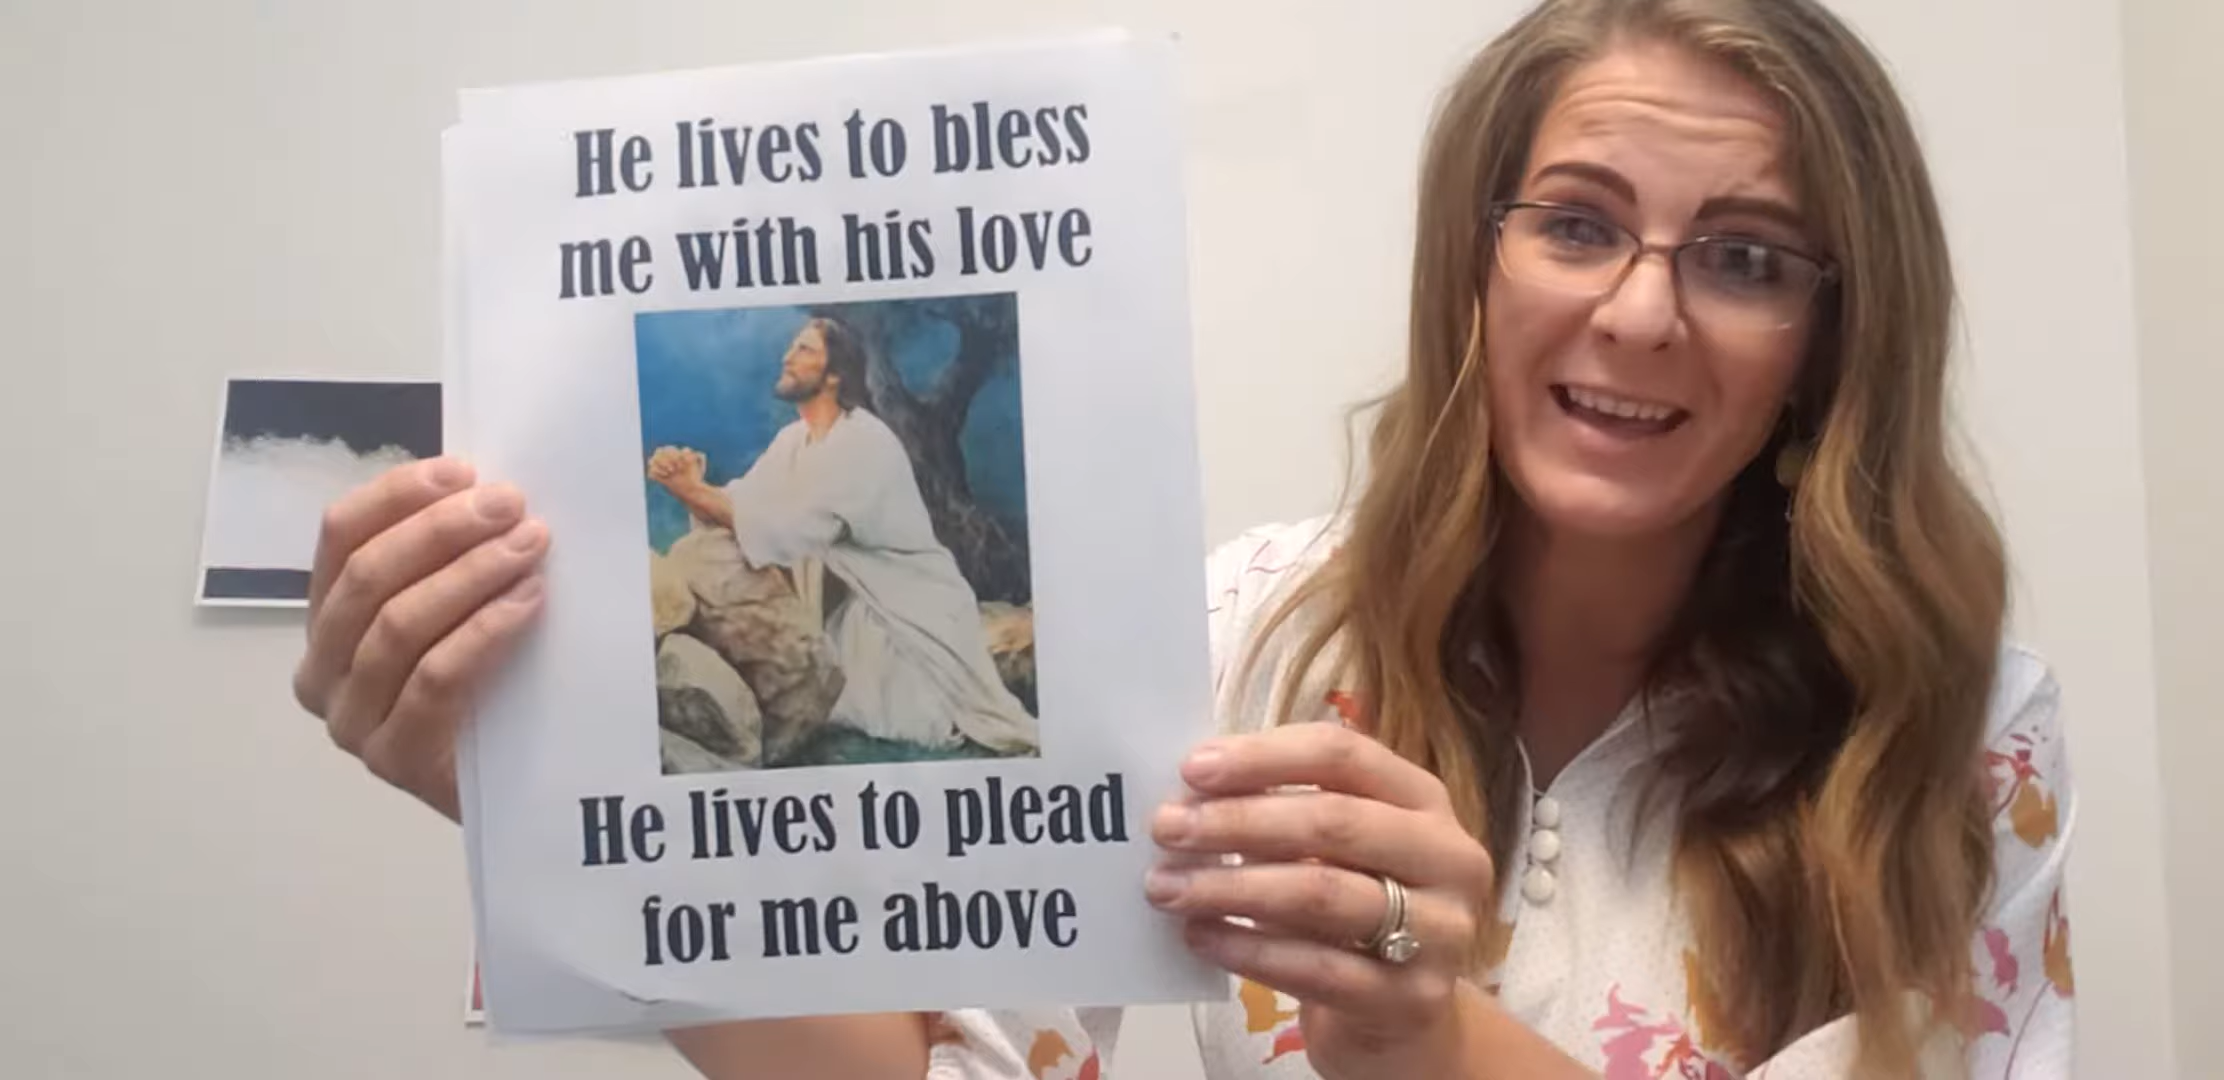 He lives to bless
me with his love
He lives to plead
for me above